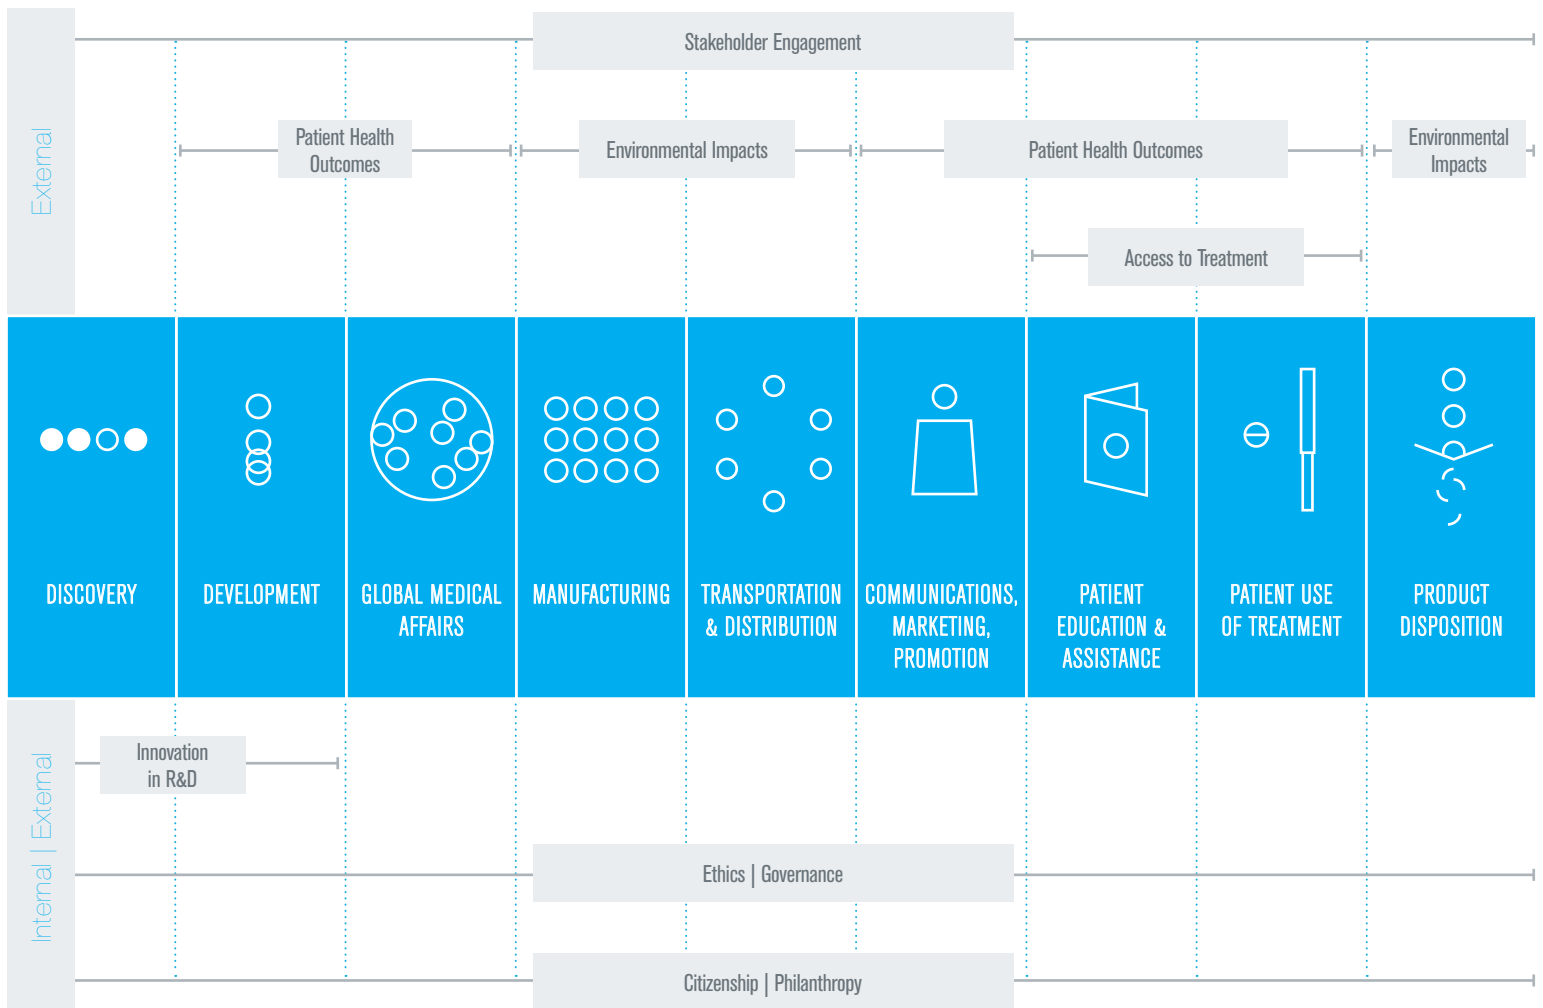 External
Stakeholder Engagement
Patient Health
Outcomes
Environmental Impacts
Patient Health Outcomes
Environmental
Impacts
Access to Treatment
DISCOVERY
DEVELOPMENT
GLOBAL MEDICAL
AFFAIRS
MANUFACTURING
TRANSPORTATION
& DISTRIBUTION
COMMUNICATIONS,
MARKETING,
PROMOTION
PATIENT
EDUCATION &
ASSISTANCE
PATIENT USE
OF TREATMENT
PRODUCT
DISPOSITION
Internal | External
Innovation
in R&D
Ethics | Governance
Citizenship | Philanthropy